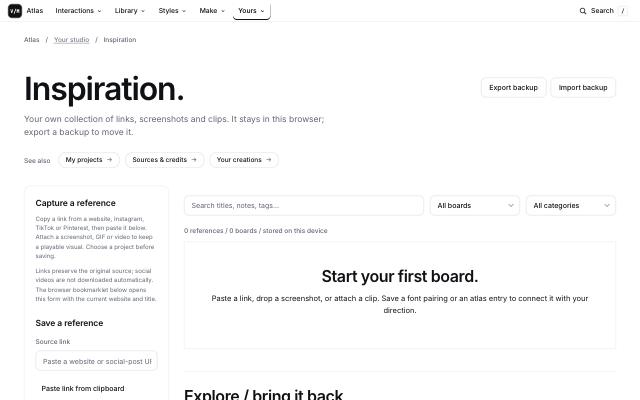 V/M Atlas Interactions Library Styles Make Yours Search /
Atlas / Your studio / Inspiration
Inspiration.
Export backup Import backup
Your own collection of links, screenshots and clips. It stays in this browser;
export a backup to move it.
See also My projects → Sources & credits → Your creations →
Capture a reference
Copy a link from a website, Instagram,
TikTok or Pinterest, then paste it below.
Attach a screenshot, GIF or video to keep
a playable visual. Choose a project before
saving.
Links preserve the original source; social
videos are not downloaded automatically.
The browser bookmarklet below opens
this form with the current website and title.
Save a reference
Source link
Paste a website or social-post UR
Paste link from clipboard
Search titles, notes, tags... All boards All categories
0 references / 0 boards / stored on this device
Start your first board.
Paste a link, drop a screenshot, or attach a clip. Save a font pairing or an atlas entry to connect it with your
direction.
Explore / bring it back